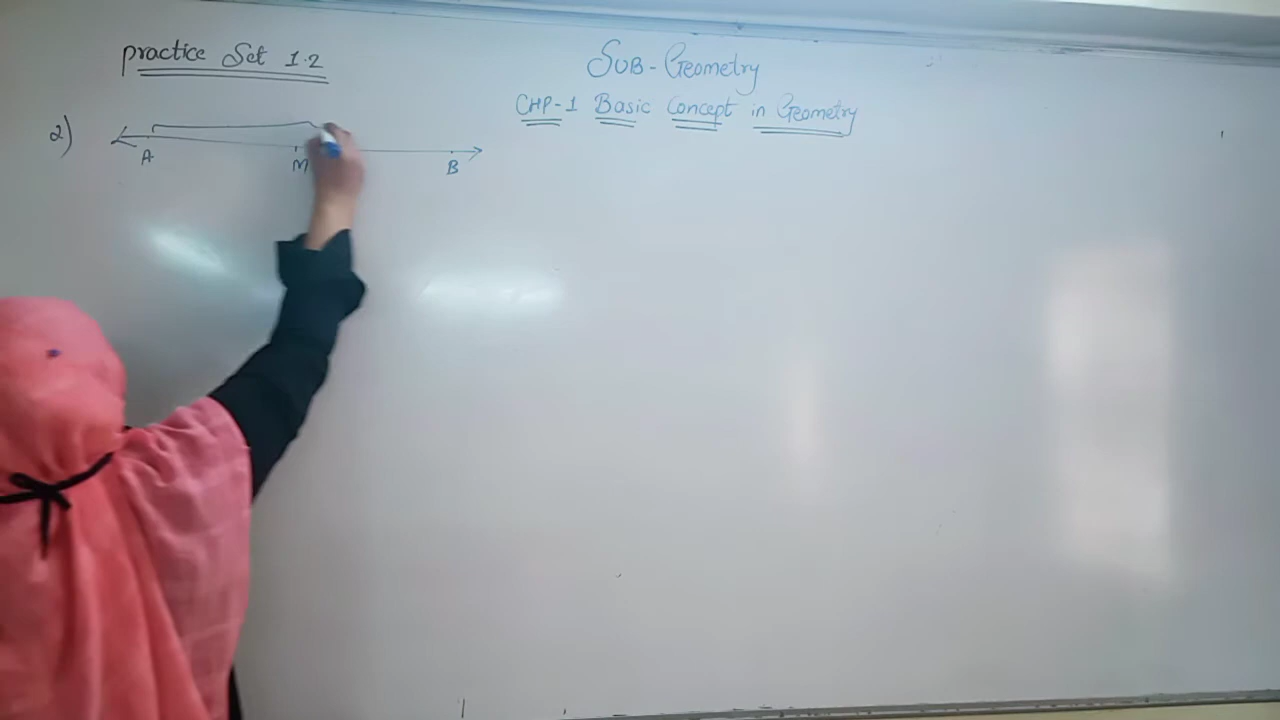 practice Set 1.2
SUB-Geometry
CHP-1 Basic Concept in Geometry
2)
A M B